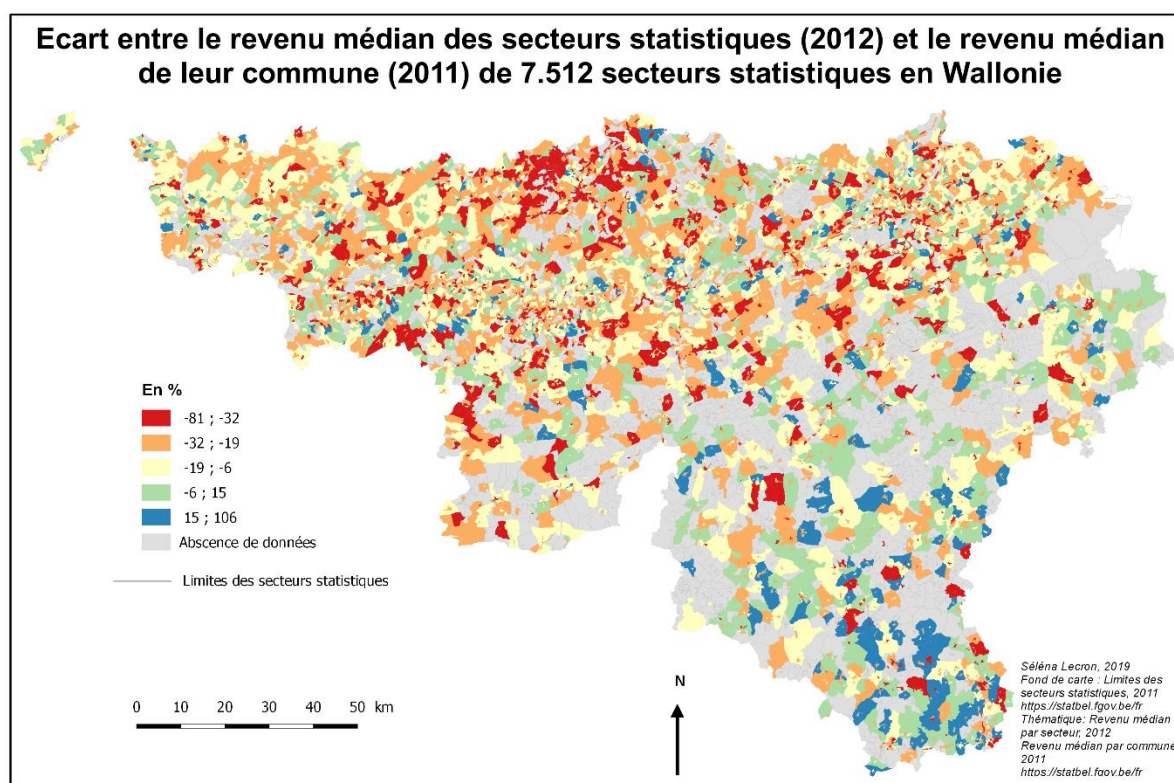 Ecart entre le revenu médian des secteurs statistiques (2012) et le revenu médian
de leur commune (2011) de 7.512 secteurs statistiques en Wallonie
En %
-81 ; -32
-32 ; -19
-19 ; -6
-6 ; 15
15 ; 106
Abscence de données
Limites des secteurs statistiques
0 10 20 30 40 50 km
N
Séléna Lecron, 2019
Fond de carte : Limites des
secteurs statistiques, 2011
https://statbel.fgov.be/fr
Thématique: Revenu médian
par secteur, 2012
Revenu médian par commune
2011
https://statbel.fgov.be/fr